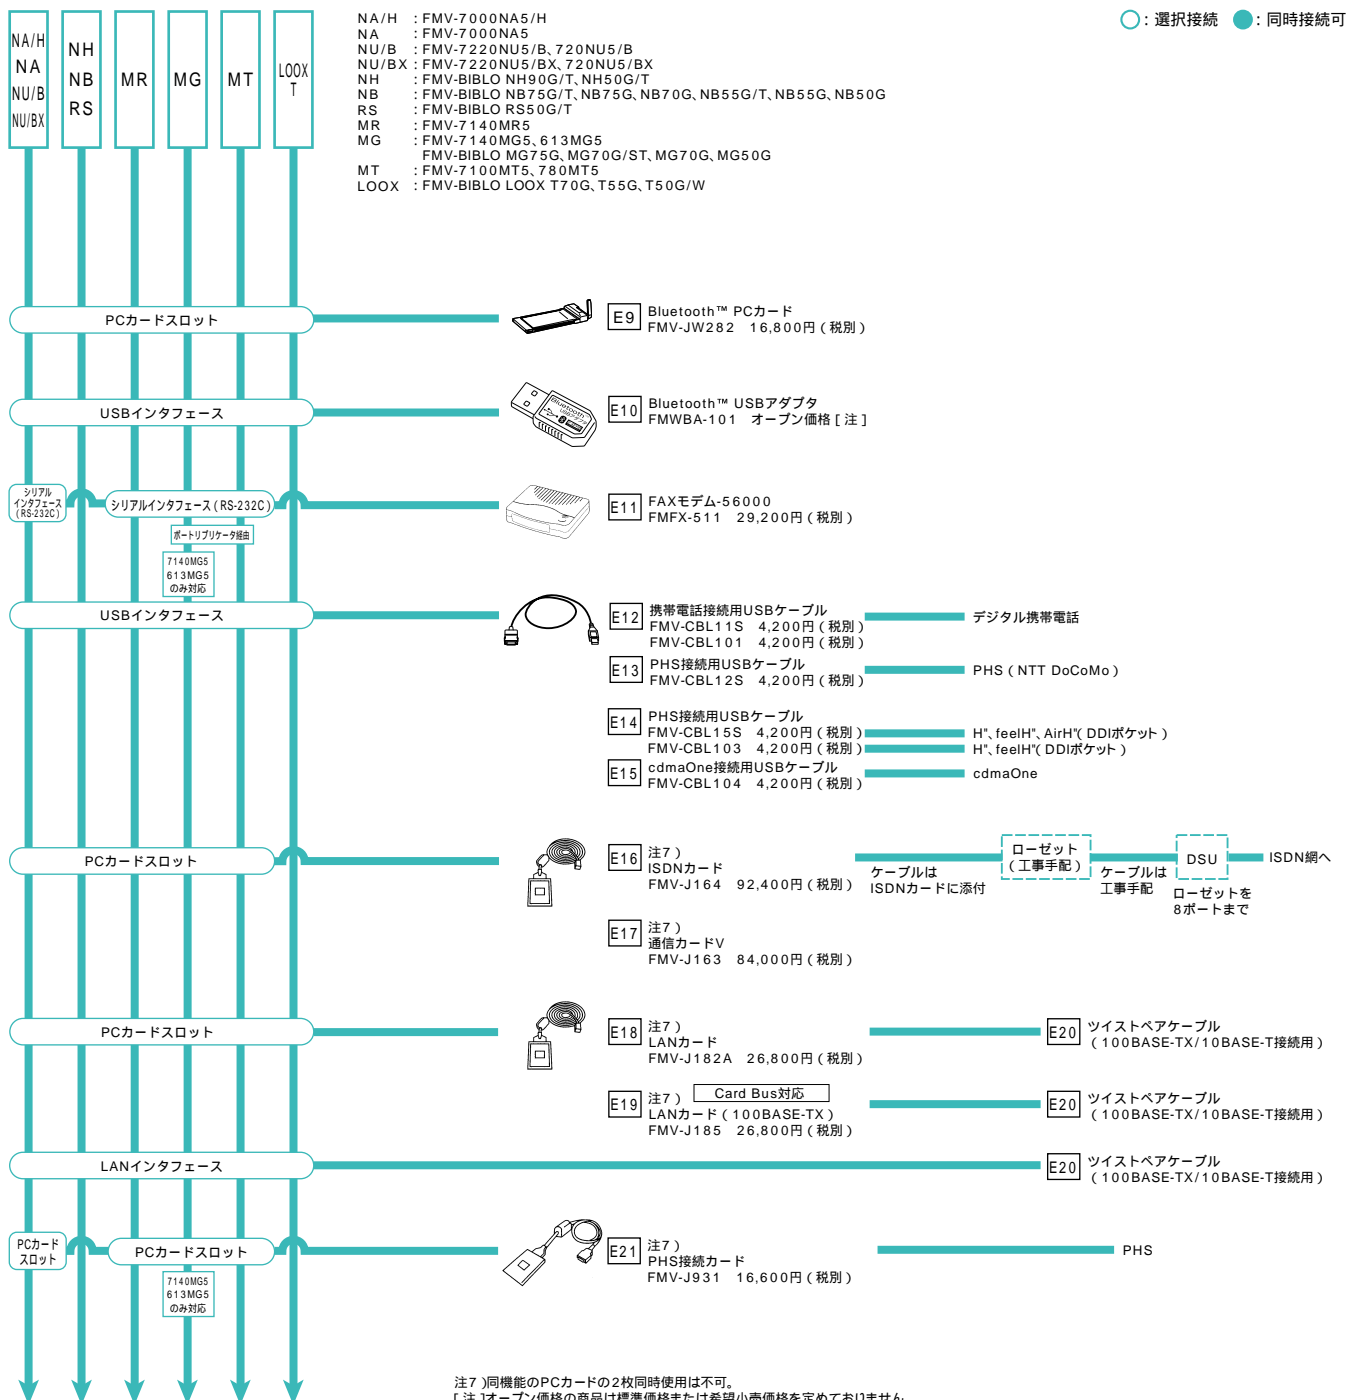 NA/H
NA
NU/B
NU/BX
NH
NB
RS
MR
MG
MT
LOOX
T
NA/H : FMV-7000NA5/H
NA : FMV-7000NA5
NU/B : FMV-7220NU5/B、720NU5/B
NU/BX : FMV-7220NU5/BX、720NU5/BX
NH : FMV-BIBLO NH90G/T、NH50G/T
NB : FMV-BIBLO NB75G/T、NB75G、NB70G、NB55G/T、NB55G、NB50G
RS : FMV-BIBLO RS50G/T
MR : FMV-7140MR5
MG : FMV-7140MG5、613MG5
FMV-BIBLO MG75G、MG70G/ST、MG70G、MG50G
MT : FMV-7100MT5、780MT5
LOOX : FMV-BIBLO LOOX T70G、T55G、T50G/W
○：選択接続 ●：同時接続可
PCカードスロット
E9 Bluetooth™ PCカード
FMV-JW282 16,800円（税別）
USBインタフェース
E10 Bluetooth™ USBアダプタ
FMWBA-101 オープン価格［注］
シリアル
インタフェース
(RS-232C)
シリアルインタフェース（RS-232C）
ポートリプリケータ経由
7140MG5
613MG5
のみ対応
E11 FAXモデム-56000
FMFX-511 29,200円（税別）
USBインタフェース
E12 携帯電話接続用USBケーブル
FMV-CBL11S 4,200円（税別）
FMV-CBL101 4,200円（税別）
デジタル携帯電話
E13 PHS接続用USBケーブル
FMV-CBL12S 4,200円（税別）
PHS（NTT DoCoMo）
E14 PHS接続用USBケーブル
FMV-CBL15S 4,200円（税別） H"、feelH"、AirH"(DDIポケット）
FMV-CBL103 4,200円（税別） H"、feelH"(DDIポケット）
E15 cdmaOne接続用USBケーブル
FMV-CBL104 4,200円（税別）
cdmaOne
PCカードスロット
E16 注7）
ISDNカード
FMV-J164 92,400円（税別）
ケーブルは
ISDNカードに添付
ローゼット
（工事手配）
ケーブルは
工事手配
DSU
ローゼットを
8ポートまで
ISDN網へ
E17 注7）
通信カードV
FMV-J163 84,000円（税別）
PCカードスロット
E18 注7）
LANカード
FMV-J182A 26,800円（税別）
E20 ツイストペアケーブル
（100BASE-TX/10BASE-T接続用）
E19 注7） Card Bus対応
LANカード（100BASE-TX）
FMV-J185 26,800円（税別）
E20 ツイストペアケーブル
（100BASE-TX/10BASE-T接続用）
LANインタフェース
E20 ツイストペアケーブル
（100BASE-TX/10BASE-T接続用）
PCカード
スロット
PCカードスロット
7140MG5
613MG5
のみ対応
E21 注7）
PHS接続カード
FMV-J931 16,600円（税別）
PHS
注7）同機能のPCカードの2枚同時使用は不可。
［注］オープン価格の商品は標準価格または希望小売価格を定めておりません